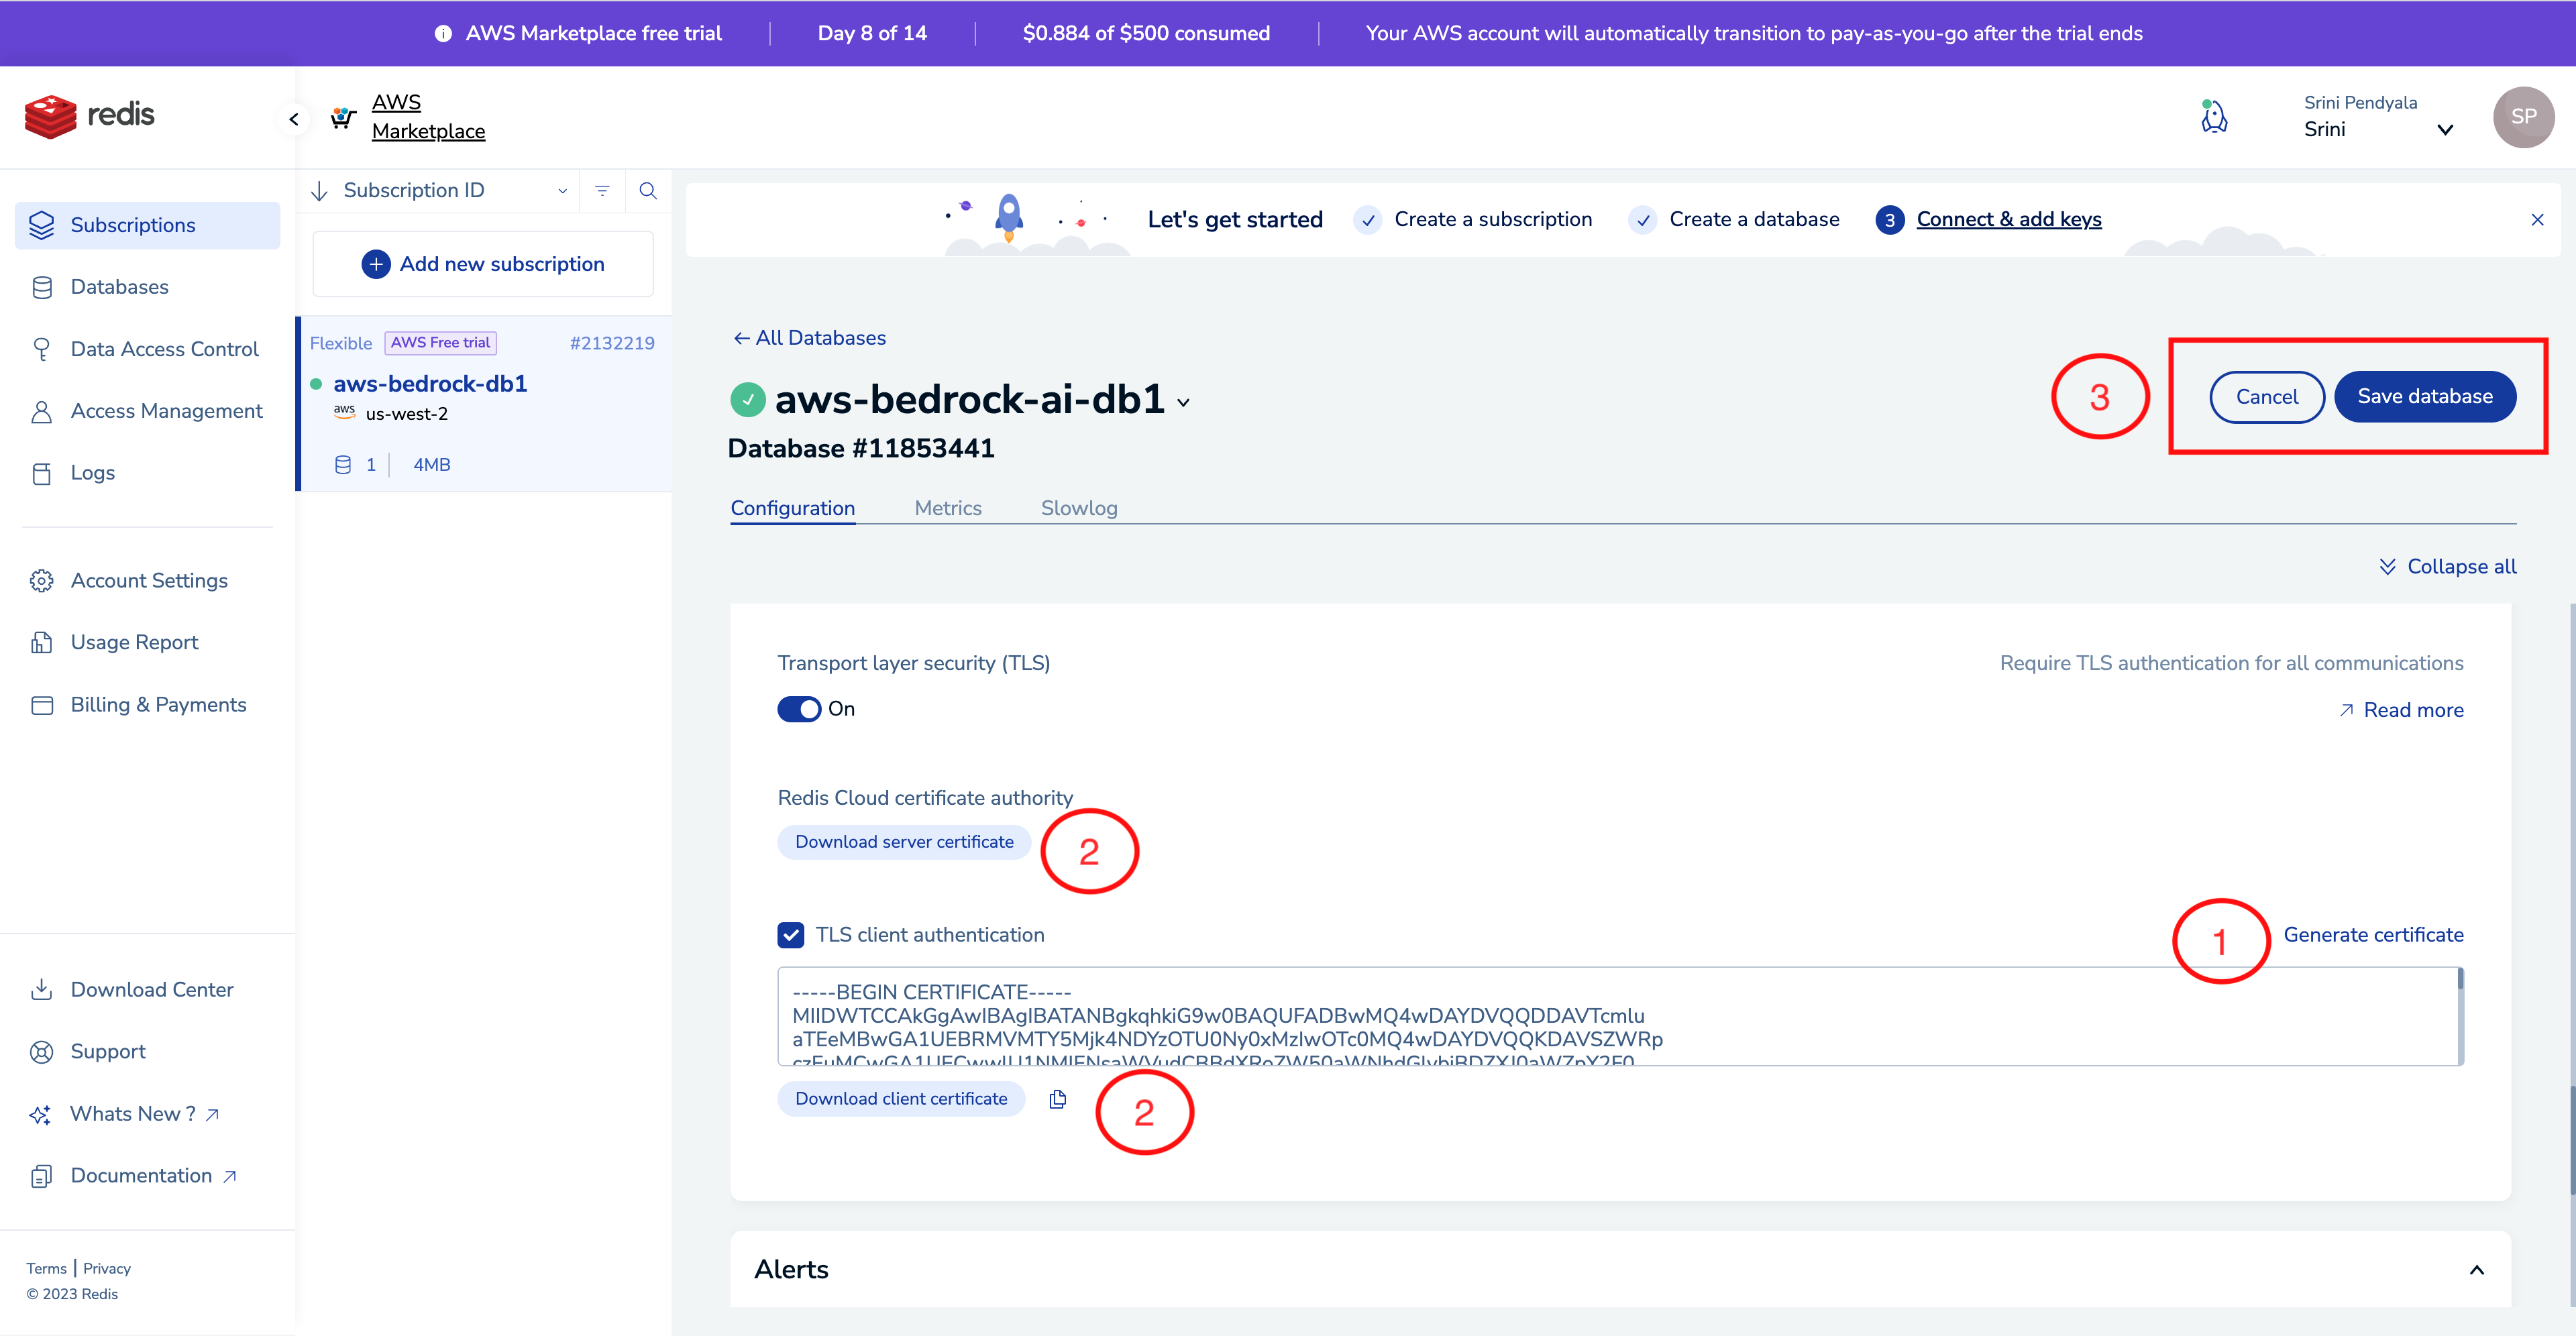 AWS Marketplace free trial
Day 8 of 14
$0.884 of $500 consumed
Your AWS account will automatically transition to pay-as-you-go after the trial ends
redis
AWS
Marketplace
Srini Pendyala
Srini
SP
Subscriptions
Databases
Data Access Control
Access Management
Logs
Account Settings
Usage Report
Billing & Payments
Download Center
Support
Whats New ?
Documentation
Terms | Privacy
© 2023 Redis
Subscription ID
Add new subscription
Flexible AWS Free trial #2132219
aws-bedrock-db1
aws us-west-2
1 | 4MB
Let's get started
Create a subscription
Create a database
3 Connect & add keys
All Databases
aws-bedrock-ai-db1
Database #11853441
3
Cancel
Save database
Configuration
Metrics
Slowlog
Collapse all
Transport layer security (TLS)
Require TLS authentication for all communications
On
Read more
Redis Cloud certificate authority
Download server certificate
2
TLS client authentication
1
Generate certificate
-----BEGIN CERTIFICATE-----
MIIDWTCCAkGgAwIBAgIBATANBgkqhkiG9w0BAQUFADBwMQ4wDAYDVQQDDAVTcmlu
aTEeMBwGA1UEBRMVMTY5Mjk4NDYzOTU0Ny0xMzIwOTc0MQ4wDAYDVQQKDAVSZWRp
Download client certificate
2
Alerts